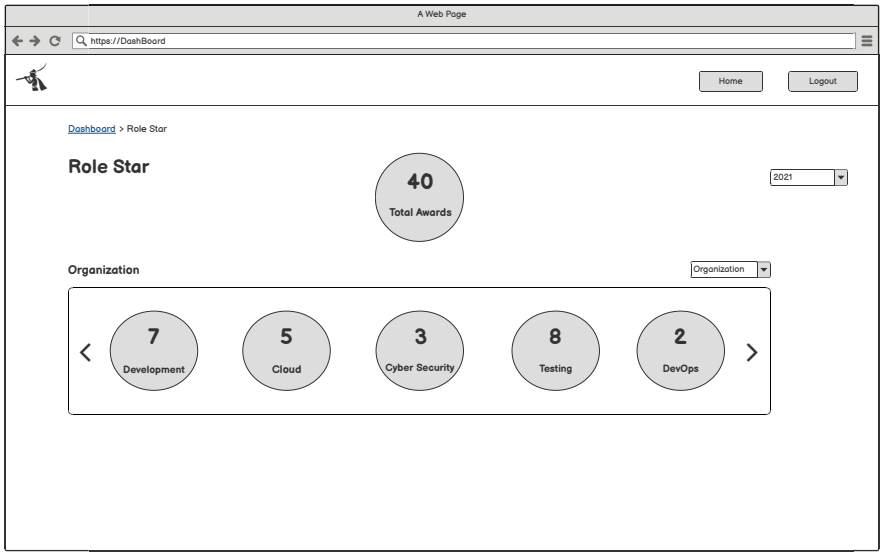 A Web Page
https://DashBoard
Home
Logout
Dashboard > Role Star
Role Star
40
Total Awards
2021
Organization
Organization
7
Development
5
Cloud
3
Cyber Security
8
Testing
2
DevOps